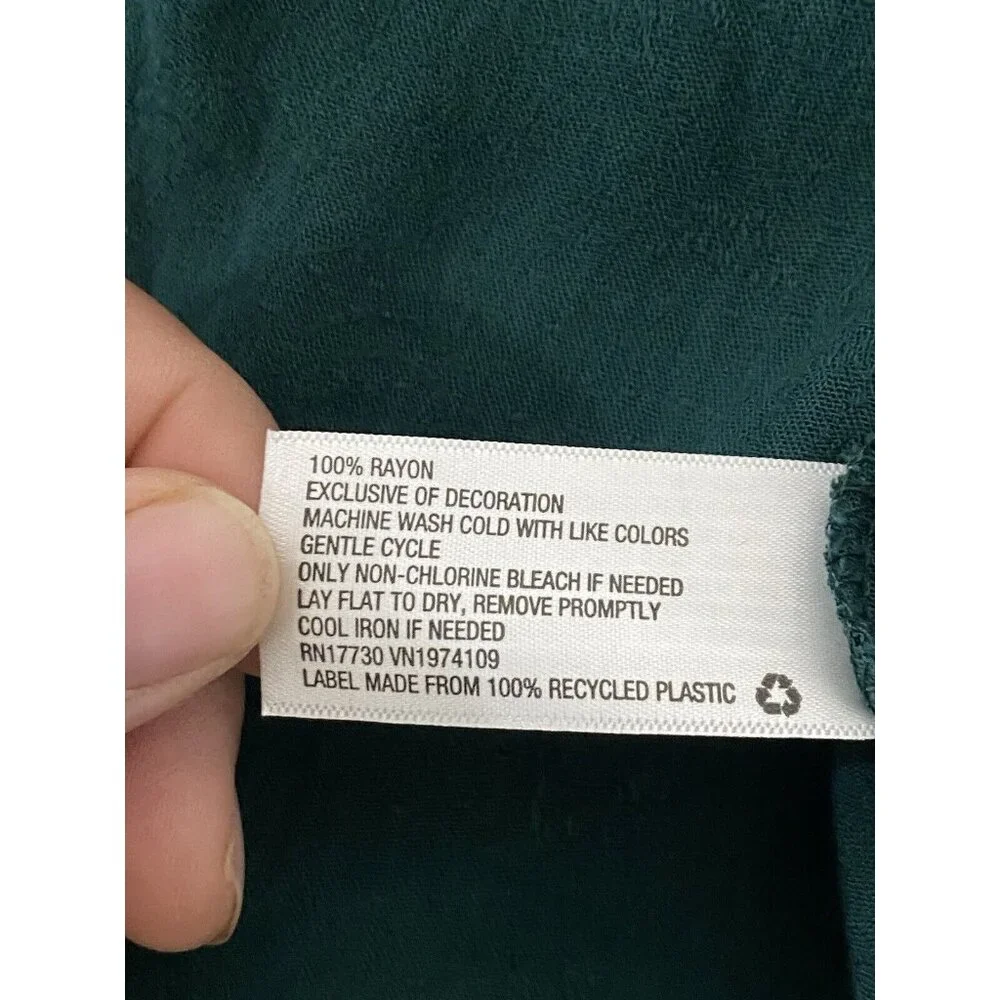 100% RAYON
EXCLUSIVE OF DECORATION
MACHINE WASH COLD WITH LIKE COLORS
GENTLE CYCLE
ONLY NON-CHLORINE BLEACH IF NEEDED
LAY FLAT TO DRY, REMOVE PROMPTLY
COOL IRON IF NEEDED
RN17730 VN1974109
LABEL MADE FROM 100% RECYCLED PLASTIC